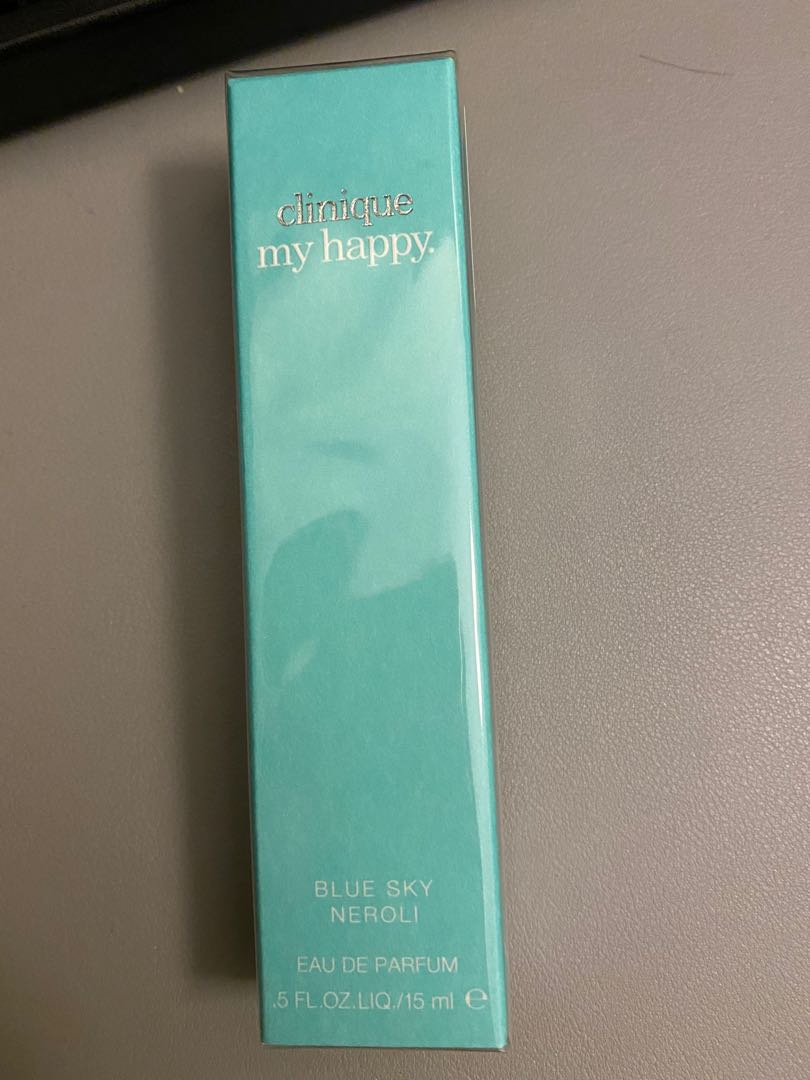 clinique
my happy.
BLUE SKY
NEROLI
EAU DE PARFUM
.5 FL.OZ.LIQ./15 ml ℮